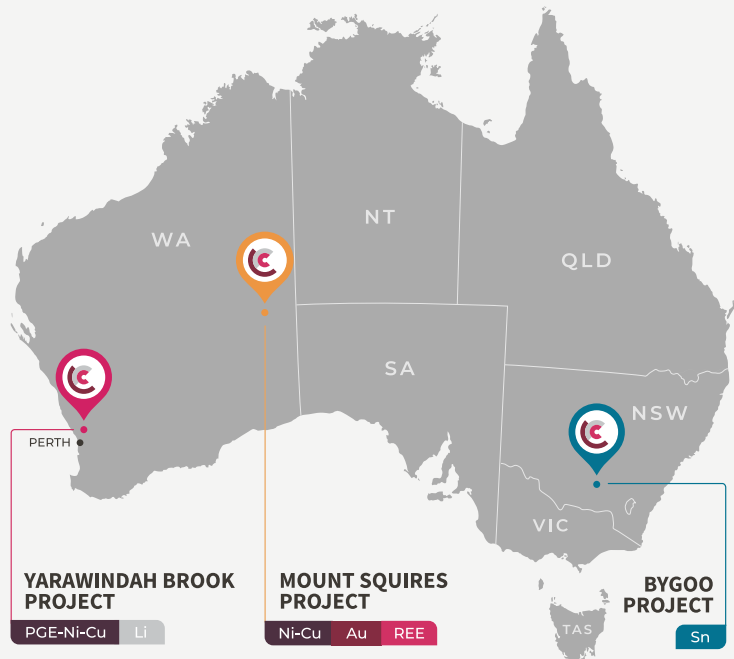 NT
WA
QLD
SA
NSW
PERTH
VIC
YARAWINDAH BROOK
PROJECT
PGE-Ni-Cu Li
MOUNT SQUIRES
PROJECT
Ni-Cu Au REE
BYGOO
PROJECT
Sn
TAS